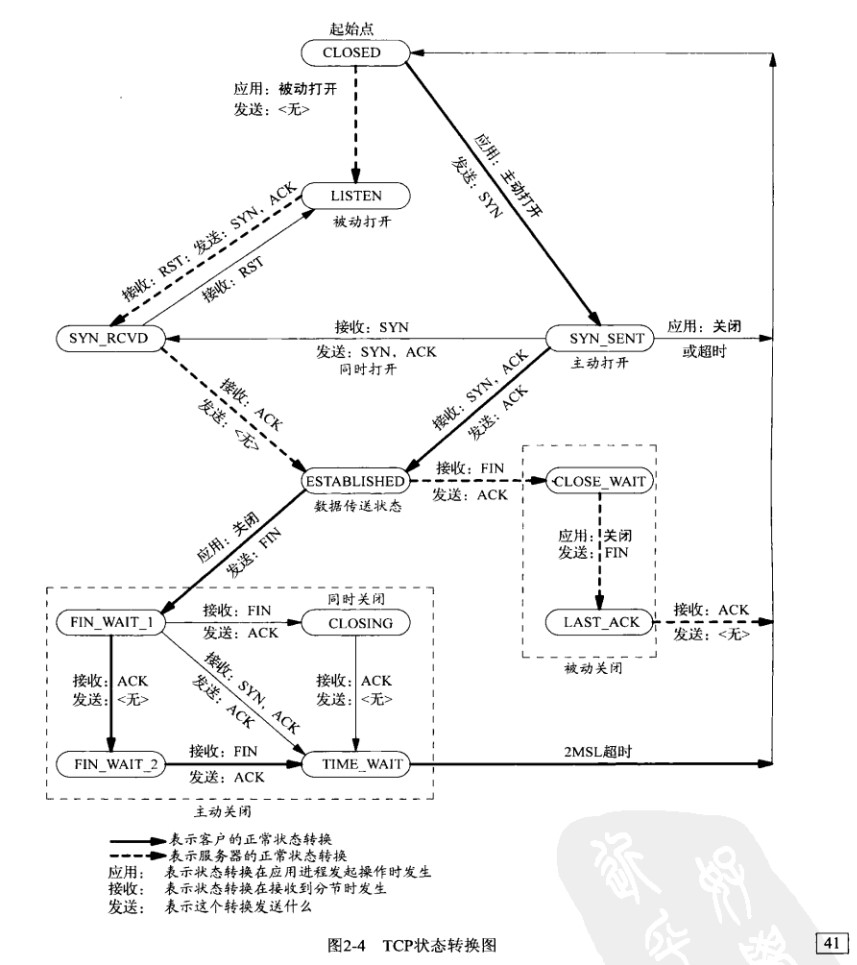 起始点
CLOSED
应用：被动打开
发送：<无>
应用：主动打开
发送：SYN
LISTEN
被动打开
接收：RST；发送：SYN，ACK
接收：RST
SYN_RCVD
接收：SYN
发送：SYN，ACK
同时打开
SYN_SENT
主动打开
应用：关闭
或超时
接收：ACK
发送：<无>
接收：SYN，ACK
发送：ACK
ESTABLISHED
数据传送状态
接收：FIN
发送：ACK
CLOSE_WAIT
应用：关闭
发送：FIN
应用：关闭
发送：FIN
LAST_ACK
被动关闭
接收：ACK
发送：<无>
FIN_WAIT_1
接收：FIN
发送：ACK
同时关闭
CLOSING
接收：ACK
发送：<无>
接收：SYN，ACK
发送：ACK
接收：ACK
发送：<无>
FIN_WAIT_2
接收：FIN
发送：ACK
TIME_WAIT
2MSL超时
主动关闭
表示客户的正常状态转换
表示服务器的正常状态转换
应用： 表示状态转换在应用进程发起操作时发生
接收： 表示状态转换在接收到分节时发生
发送： 表示这个转换发送什么
图2-4 TCP状态转换图
41